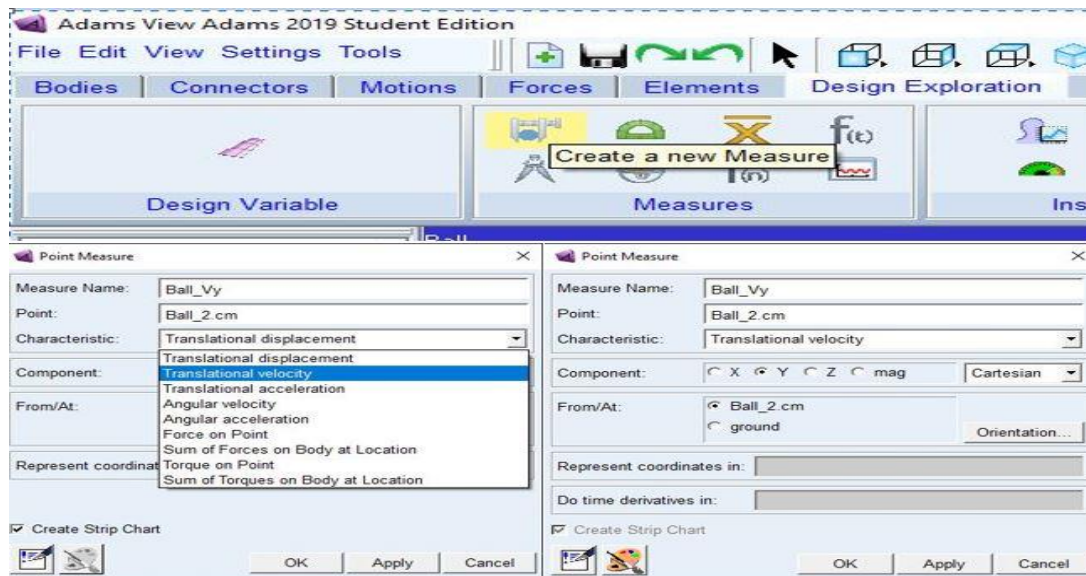 Adams View Adams 2019 Student Edition
File Edit View Settings Tools
Bodies Connectors Motions Forces Elements Design Exploration
f(t)
Create a new Measure
f(n)
Design Variable Measures Ins
Ball
Point Measure
Measure Name: Ball_Vy
Point: Ball_2.cm
Characteristic: Translational displacement
Translational displacement
Component: Translational velocity
Translational acceleration
From/At: Angular velocity
Angular acceleration
Force on Point
Sum of Forces on Body at Location
Represent coordinat Torque on Point
Sum of Torques on Body at Location
Create Strip Chart
OK Apply Cancel
Point Measure
Measure Name: Ball_Vy
Point: Ball_2.cm
Characteristic: Translational velocity
Component: X Y Z mag Cartesian
From/At: Ball_2.cm
ground
Orientation...
Represent coordinates in:
Do time derivatives in:
Create Strip Chart
OK Apply Cancel